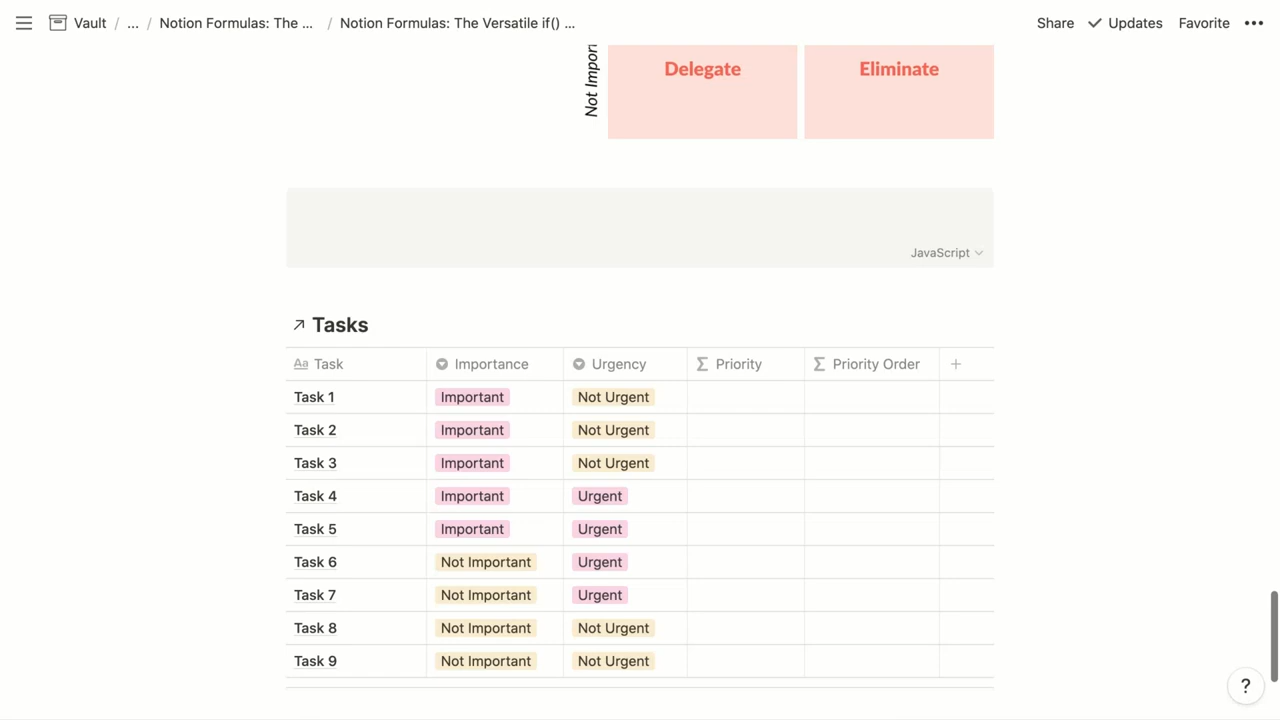 Vault / ... / Notion Formulas: The ... / Notion Formulas: The Versatile if() ... Share Updates Favorite •••
Not Impor
Delegate Eliminate
JavaScript
Tasks
Aa Task Importance Urgency Σ Priority Σ Priority Order +
Task 1 Important Not Urgent
Task 2 Important Not Urgent
Task 3 Important Not Urgent
Task 4 Important Urgent
Task 5 Important Urgent
Task 6 Not Important Urgent
Task 7 Not Important Urgent
Task 8 Not Important Not Urgent
Task 9 Not Important Not Urgent
?